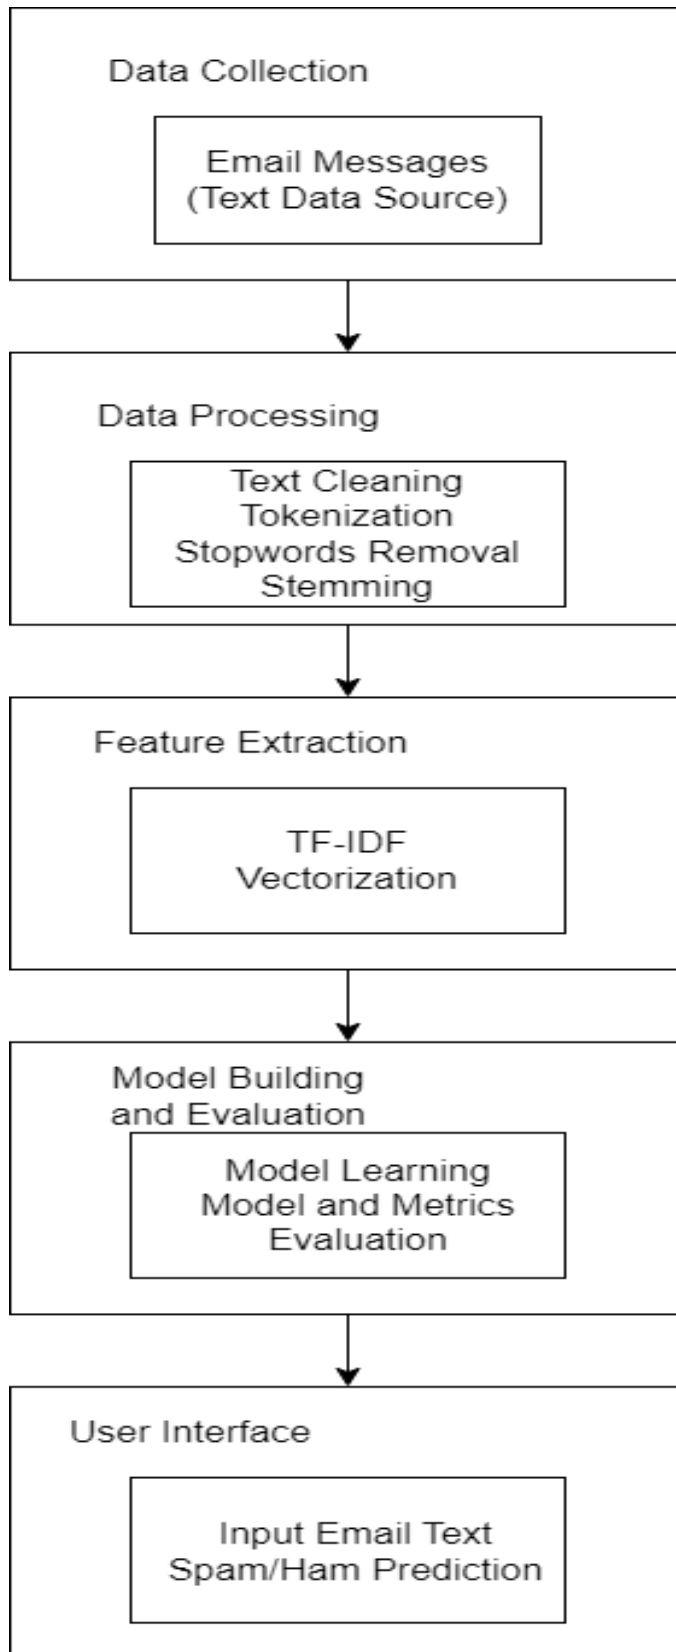 Data Collection
Email Messages
(Text Data Source)
Data Processing
Text Cleaning
Tokenization
Stopwords Removal
Stemming
Feature Extraction
TF-IDF
Vectorization
Model Building
and Evaluation
Model Learning
Model and Metrics
Evaluation
User Interface
Input Email Text
Spam/Ham Prediction